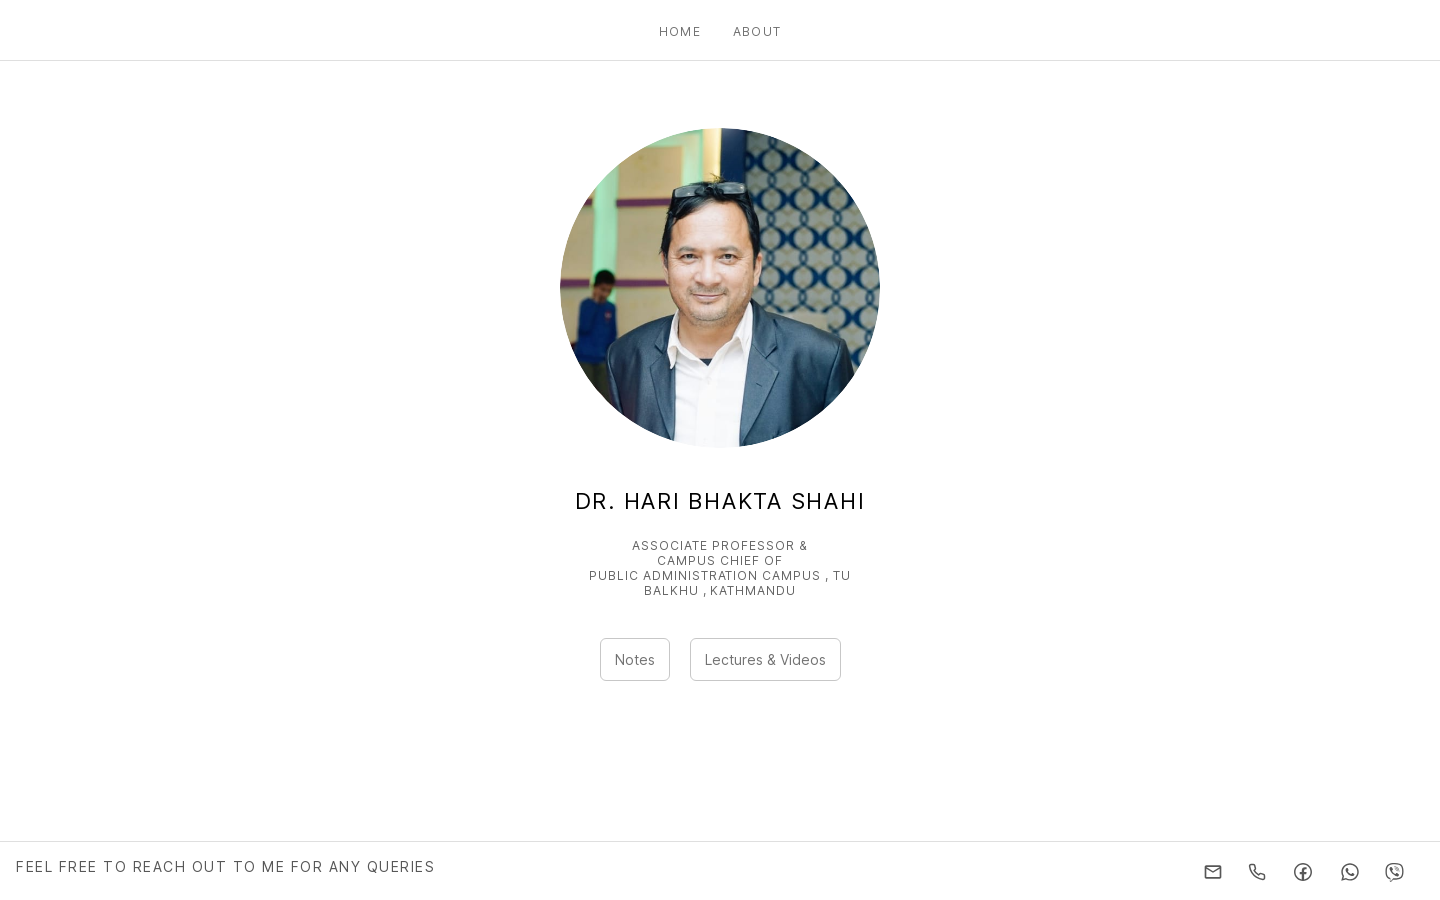 HOME ABOUT
DR. HARI BHAKTA SHAHI
ASSOCIATE PROFESSOR &
CAMPUS CHIEF OF
PUBLIC ADMINISTRATION CAMPUS , TU
BALKHU , KATHMANDU
Notes Lectures & Videos
FEEL FREE TO REACH OUT TO ME FOR ANY QUERIES